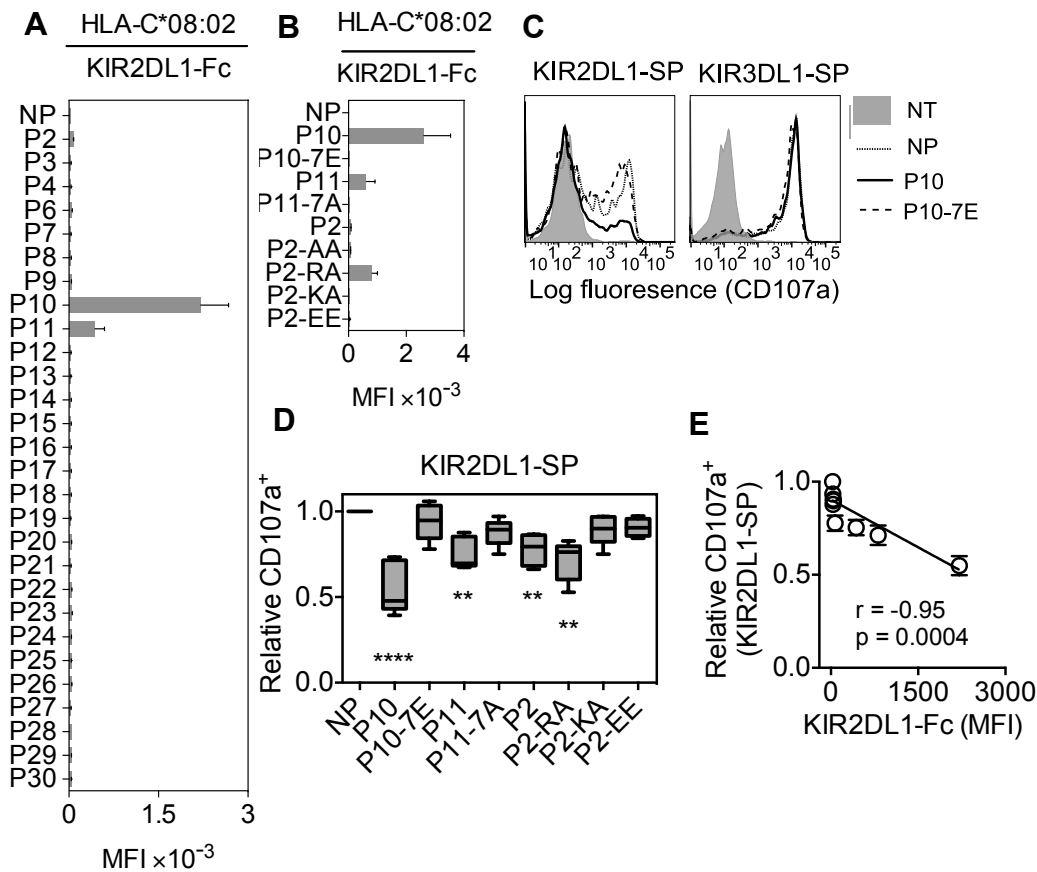 A
HLA-C*08:02
KIR2DL1-Fc
NP
P2
P3
P4
P6
P7
P8
P9
P10
P11
P12
P13
P14
P15
P16
P17
P18
P19
P20
P21
P22
P23
P24
P25
P26
P27
P28
P29
P30
0 1.5 3
MFI ×10⁻³
B
HLA-C*08:02
KIR2DL1-Fc
NP
P10
P10-7E
P11
P11-7A
P2
P2-AA
P2-RA
P2-KA
P2-EE
0 2 4
MFI ×10⁻³
C
KIR2DL1-SP KIR3DL1-SP
NT
NP
P10
P10-7E
10 10² 10³ 10⁴ 10⁵ 10 10² 10³ 10⁴ 10⁵
Log fluoresence (CD107a)
D
KIR2DL1-SP
Relative CD107a⁺
1.0
0.5
0.0
****
**
**
**
NP
P10
P10-7E
P11
P11-7A
P2
P2-RA
P2-KA
P2-EE
E
Relative CD107a⁺
(KIR2DL1-SP)
1.0
0.5
0.0
r = -0.95
p = 0.0004
0 1500 3000
KIR2DL1-Fc (MFI)